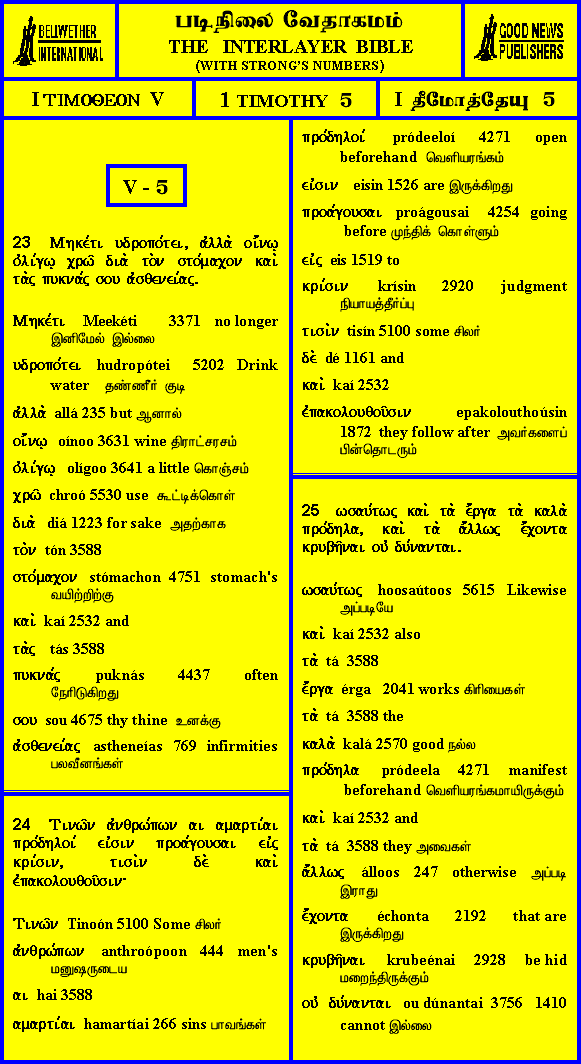 BELLWETHER
INTERNATIONAL
படிநிலை வேதாகமம்
THE INTERLAYER BIBLE
(WITH STRONG'S NUMBERS)
GOOD NEWS
PUBLISHERS
I ΤΙΜΟΘΕΟΝ V
1 TIMOTHY 5
I தீமோத்தேயு 5
V - 5
23 Μηκέτι υδροπότει, ἀλλὰ οἴνῳ
ὀλίγῳ χρῶ διὰ τὸν στόμαχον καὶ
τὰς πυκνάς σου ἀσθενείας.
Μηκέτι Meekéti 3371 no longer
இனிமேல் இல்லை
υδροπότει hudropótei 5202 Drink
water தண்ணீர் குடி
ἀλλὰ allá 235 but ஆனால்
οἴνῳ oínoo 3631 wine திராட்சரசம்
ὀλίγῳ olígoo 3641 a little கொஞ்சம்
χρῶ chroó 5530 use கூட்டிக்கொள்
διὰ diá 1223 for sake அதற்காக
τὸν tón 3588
στόμαχον stómachon 4751 stomach's
வயிற்றிற்கு
καὶ kaí 2532 and
τὰς tás 3588
πυκνάς puknás 4437 often
நேரிடுகிறது
σου sou 4675 thy thine உனக்கு
ἀσθενείας astheneías 769 infirmities
பலவீனங்கள்
24 Τινῶν ἀνθρώπων αι αμαρτίαι
πρόδηλοί εἰσιν προάγουσαι εἰς
κρίσιν, τισὶν δὲ καὶ
ἐπακολουθοῦσιν·
Τινῶν Tinoón 5100 Some சிலர்
ἀνθρώπων anthroópoon 444 men's
மனுஷருடைய
αι hai 3588
αμαρτίαι hamartíai 266 sins பாவங்கள்
πρόδηλοί pródeeloí 4271 open
beforehand வெளியரங்கம்
εἰσιν eisin 1526 are இருக்கிறது
προάγουσαι proágousai 4254 going
before முந்திக் கொள்ளும்
εἰς eis 1519 to
κρίσιν krísin 2920 judgment
நியாயத்தீர்ப்பு
τισὶν tisín 5100 some சிலர்
δὲ dé 1161 and
καὶ kaí 2532
ἐπακολουθοῦσιν epakolouthoúsin
1872 they follow after அவர்களைப்
பின்தொடரும்
25 ωσαύτως καὶ τὰ ἔργα τὰ καλὰ
πρόδηλα, καὶ τὰ ἄλλως ἔχοντα
κρυβῆναι οὐ δύνανται.
ωσαύτως hoosaútoos 5615 Likewise
அப்படியே
καὶ kaí 2532 also
τὰ tá 3588
ἔργα érga 2041 works கிரியைகள்
τὰ tá 3588 the
καλὰ kalá 2570 good நல்ல
πρόδηλα pródeela 4271 manifest
beforehand வெளியரங்கமாயிருக்கும்
καὶ kaí 2532 and
τὰ tá 3588 they அவைகள்
ἄλλως álloos 247 otherwise அப்படி
இராது
ἔχοντα échonta 2192 that are
இருக்கிறது
κρυβῆναι krubeénai 2928 be hid
மறைந்திருக்கும்
οὐ δύνανται ou dúnantai 3756 1410
cannot இல்லை